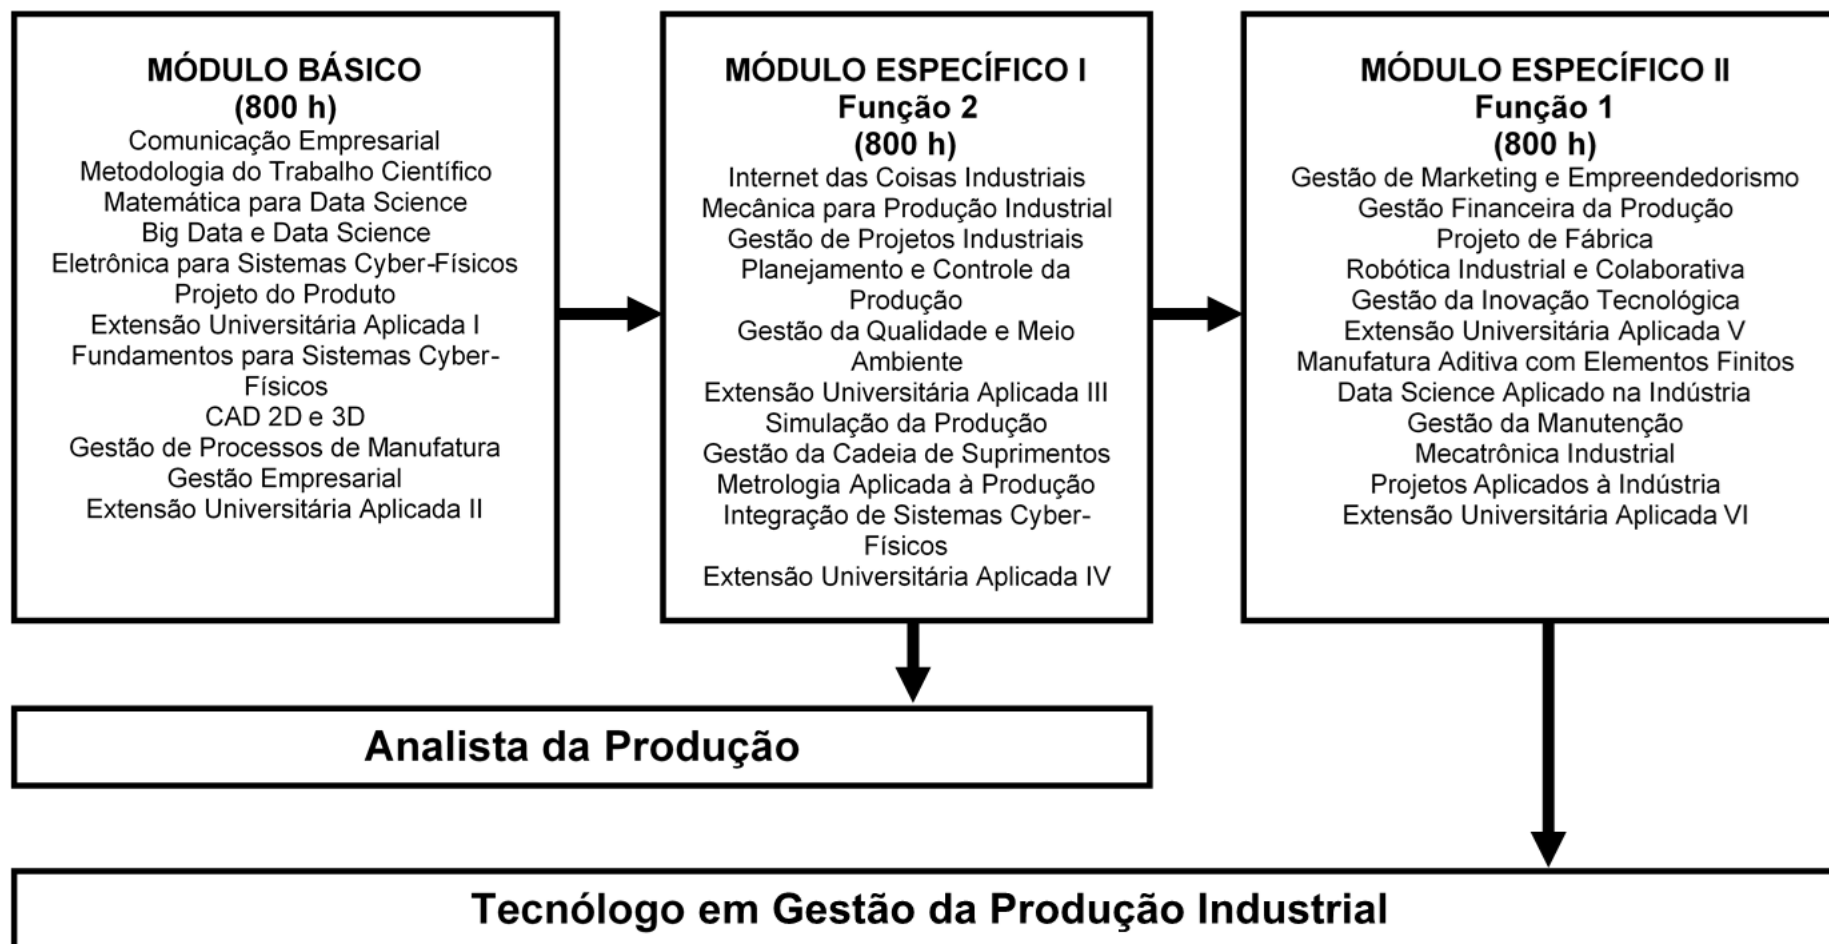 MÓDULO BÁSICO
(800 h)
Comunicação Empresarial
Metodologia do Trabalho Científico
Matemática para Data Science
Big Data e Data Science
Eletrônica para Sistemas Cyber-Físicos
Projeto do Produto
Extensão Universitária Aplicada I
Fundamentos para Sistemas Cyber-
Físicos
CAD 2D e 3D
Gestão de Processos de Manufatura
Gestão Empresarial
Extensão Universitária Aplicada II
MÓDULO ESPECÍFICO I
Função 2
(800 h)
Internet das Coisas Industriais
Mecânica para Produção Industrial
Gestão de Projetos Industriais
Planejamento e Controle da
Produção
Gestão da Qualidade e Meio
Ambiente
Extensão Universitária Aplicada III
Simulação da Produção
Gestão da Cadeia de Suprimentos
Metrologia Aplicada à Produção
Integração de Sistemas Cyber-
Físicos
Extensão Universitária Aplicada IV
MÓDULO ESPECÍFICO II
Função 1
(800 h)
Gestão de Marketing e Empreendedorismo
Gestão Financeira da Produção
Projeto de Fábrica
Robótica Industrial e Colaborativa
Gestão da Inovação Tecnológica
Extensão Universitária Aplicada V
Manufatura Aditiva com Elementos Finitos
Data Science Aplicado na Indústria
Gestão da Manutenção
Mecatrônica Industrial
Projetos Aplicados à Indústria
Extensão Universitária Aplicada VI
Analista da Produção
Tecnólogo em Gestão da Produção Industrial